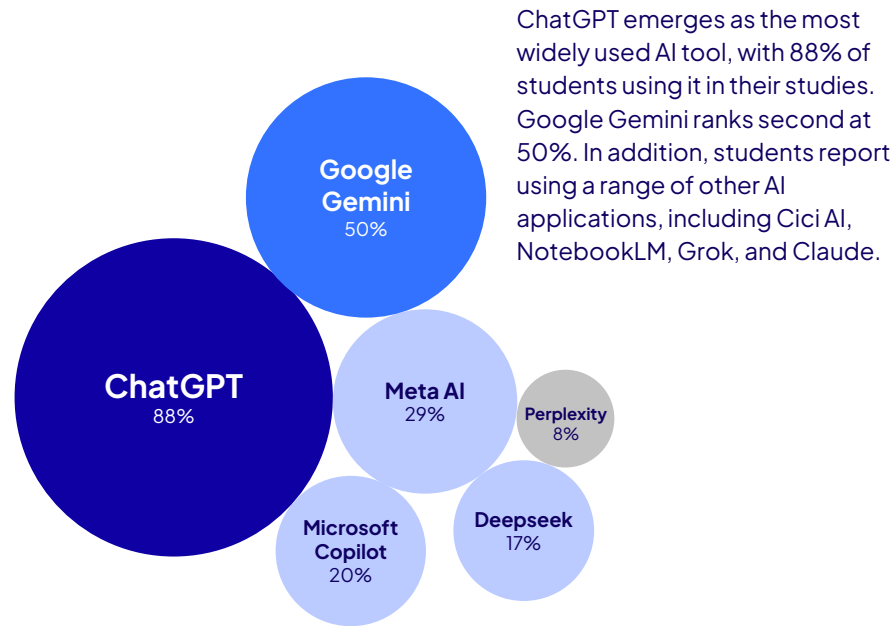 ChatGPT emerges as the most
widely used AI tool, with 88% of
students using it in their studies.
Google Gemini ranks second at
50%. In addition, students report
using a range of other AI
applications, including Cici AI,
NotebookLM, Grok, and Claude.
Google
Gemini
50%
ChatGPT
88%
Meta AI
29%
Perplexity
8%
Microsoft
Copilot
20%
Deepseek
17%